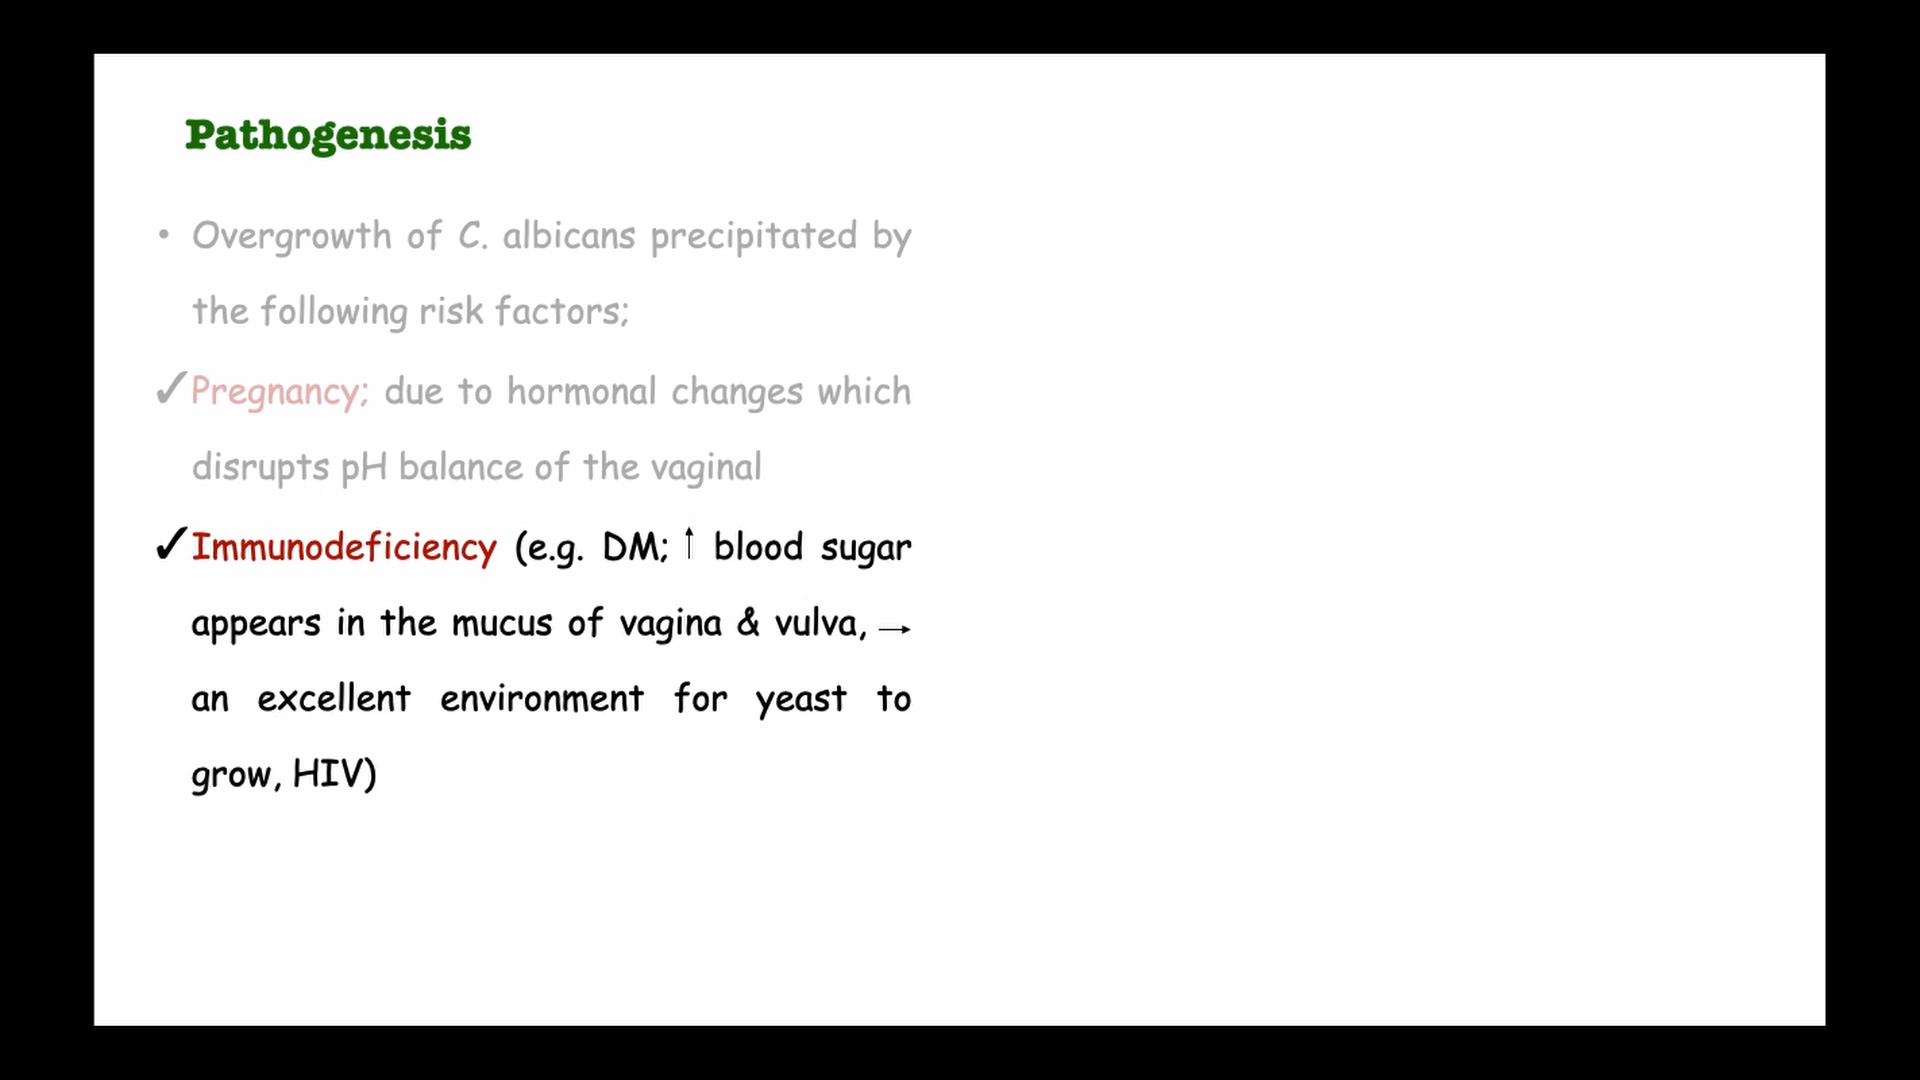 Pathogenesis
• Overgrowth of C. albicans precipitated by
the following risk factors;
✓Pregnancy; due to hormonal changes which
disrupts pH balance of the vaginal
✓Immunodeficiency (e.g. DM; ↑ blood sugar
appears in the mucus of vagina & vulva, →
an excellent environment for yeast to
grow, HIV)